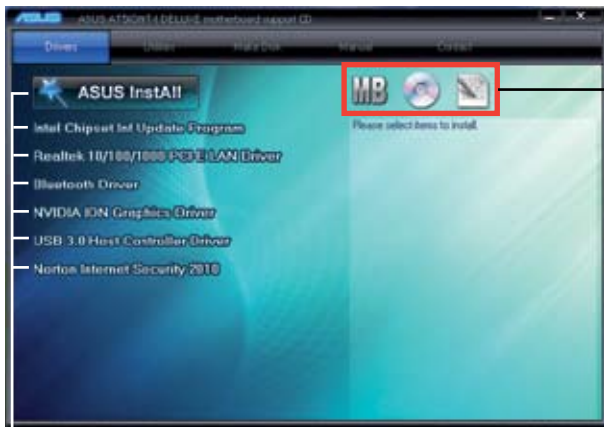 ASUS AT5IONT-I DELUXE motherboard support CD
Drivers Utilities Make Disk Manual Contact
ASUS InstAll
MB
Please select items to install.
Intel Chipset Inf Update Program
Realtek 10/100/1000 PCI-E LAN Driver
Bluetooth Driver
NVIDIA ION Graphics Driver
USB 3.0 Host Controller Driver
Norton Internet Security 2010